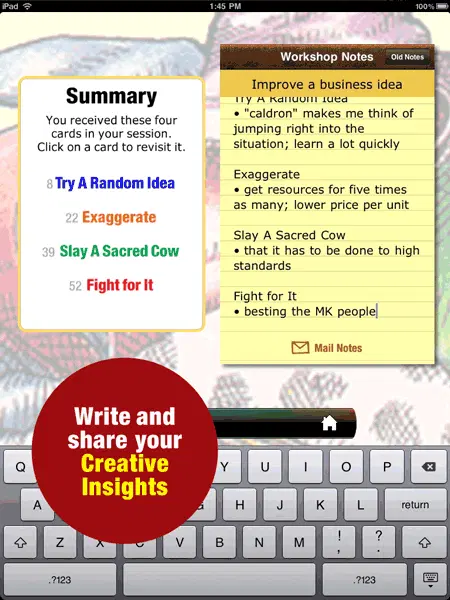 iPad
1:45 PM
100%
Summary
You received these four
cards in your session.
Click on a card to revisit it.
8 Try A Random Idea
22 Exaggerate
39 Slay A Sacred Cow
52 Fight for It
Workshop Notes
Old Notes
Improve a business idea
Try A Random Idea
• "caldron" makes me think of
jumping right into the
situation; learn a lot quickly
Exaggerate
• get resources for five times
as many; lower price per unit
Slay A Sacred Cow
• that it has to be done to high
standards
Fight for It
• besting the MK people
Mail Notes
Write and
share your
Creative
Insights
Q Y U I O P
A G H J K L return
Z X C V B N M ! , ? .
.?123 .?123